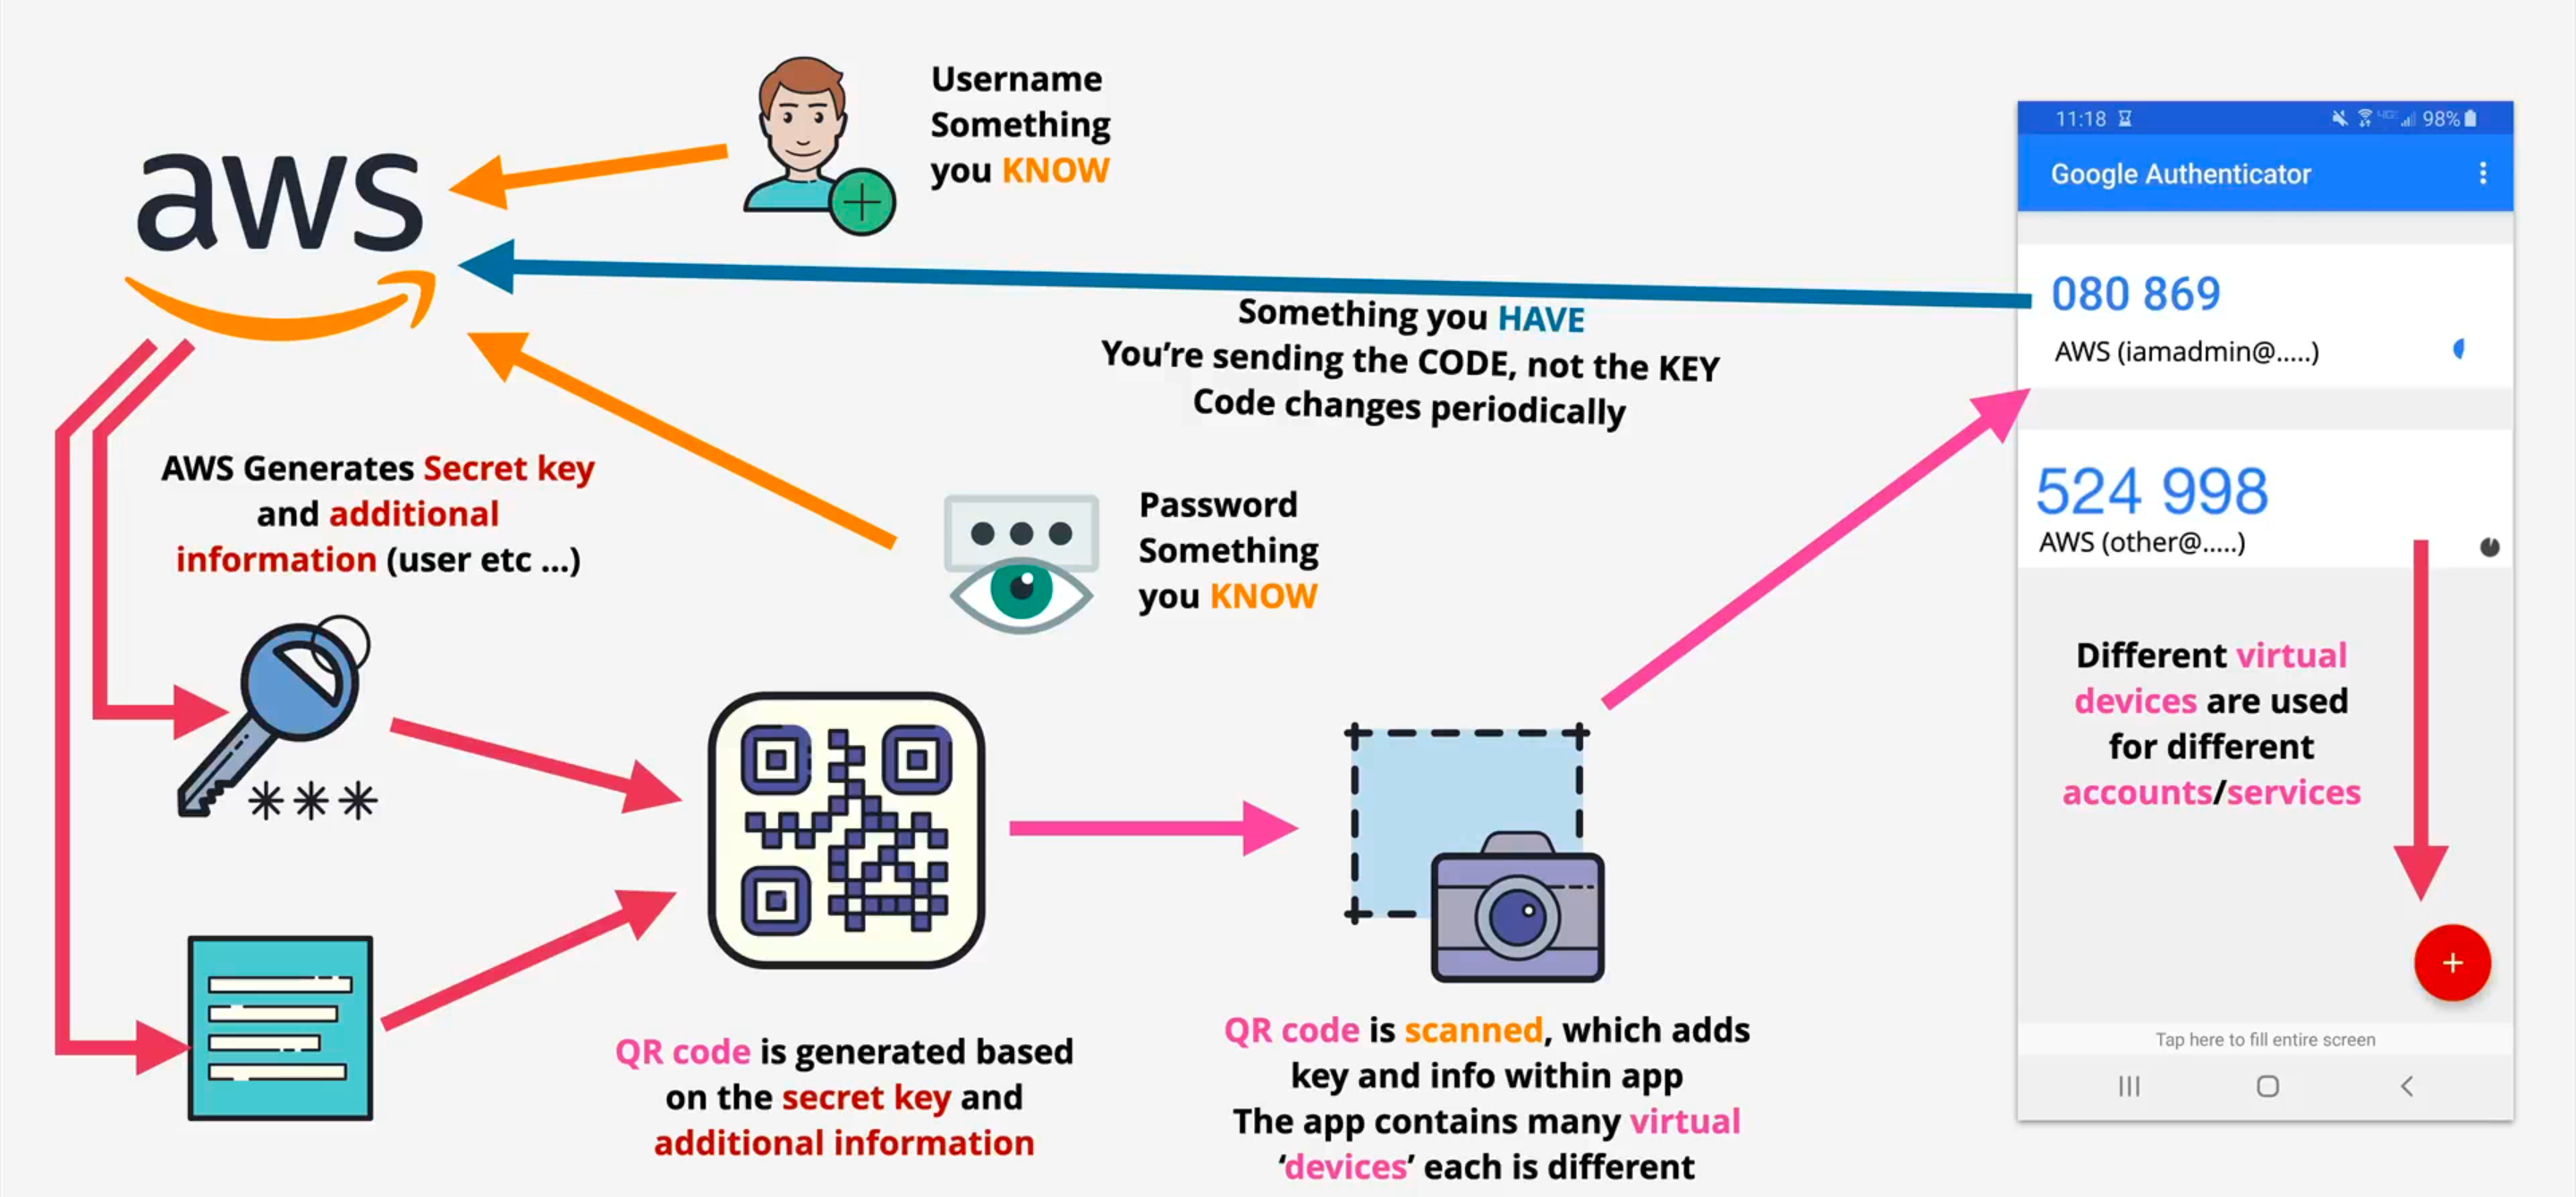 aws
Username
Something
you KNOW
Something you HAVE
You're sending the CODE, not the KEY
Code changes periodically
AWS Generates Secret key
and additional
information (user etc ...)
Password
Something
you KNOW
***
QR code is generated based
on the secret key and
additional information
QR code is scanned, which adds
key and info within app
The app contains many virtual
'devices' each is different
11:18
98%
Google Authenticator
080 869
AWS (iamadmin@.....)
524 998
AWS (other@.....)
Different virtual
devices are used
for different
accounts/services
+
Tap here to fill entire screen